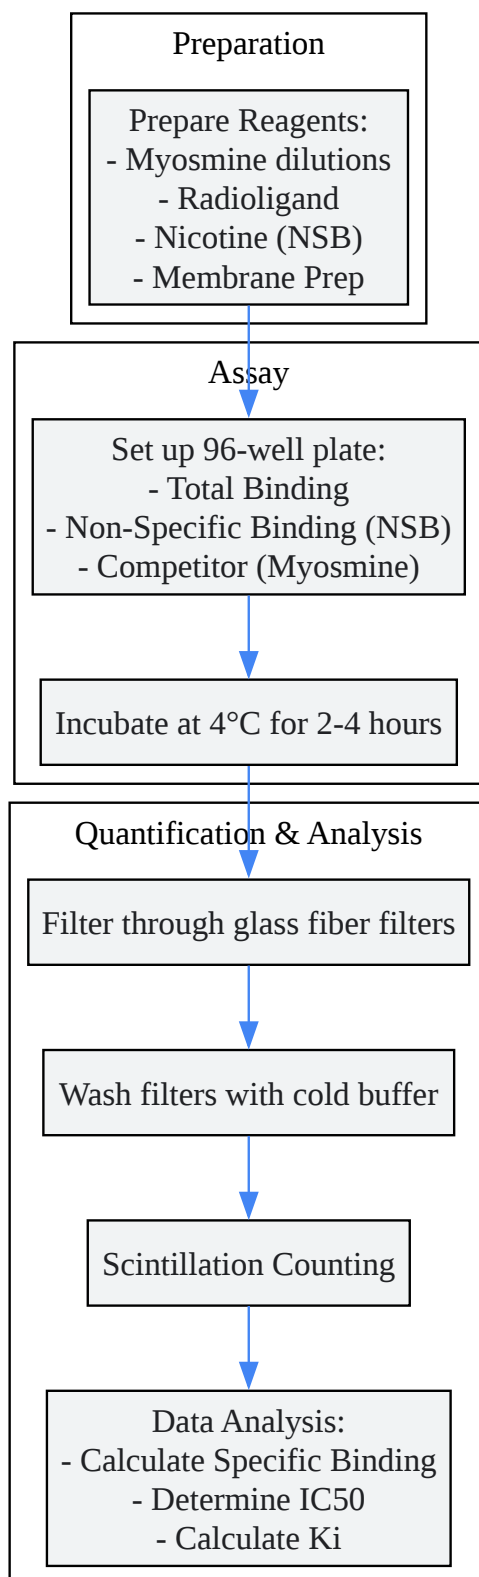 Preparation
Prepare Reagents:
- Myosmine dilutions
- Radioligand
- Nicotine (NSB)
- Membrane Prep
Assay
Set up 96-well plate:
- Total Binding
- Non-Specific Binding (NSB)
- Competitor (Myosmine)
Incubate at 4°C for 2-4 hours
Quantification & Analysis
Filter through glass fiber filters
Wash filters with cold buffer
Scintillation Counting
Data Analysis:
- Calculate Specific Binding
- Determine IC50
- Calculate Ki